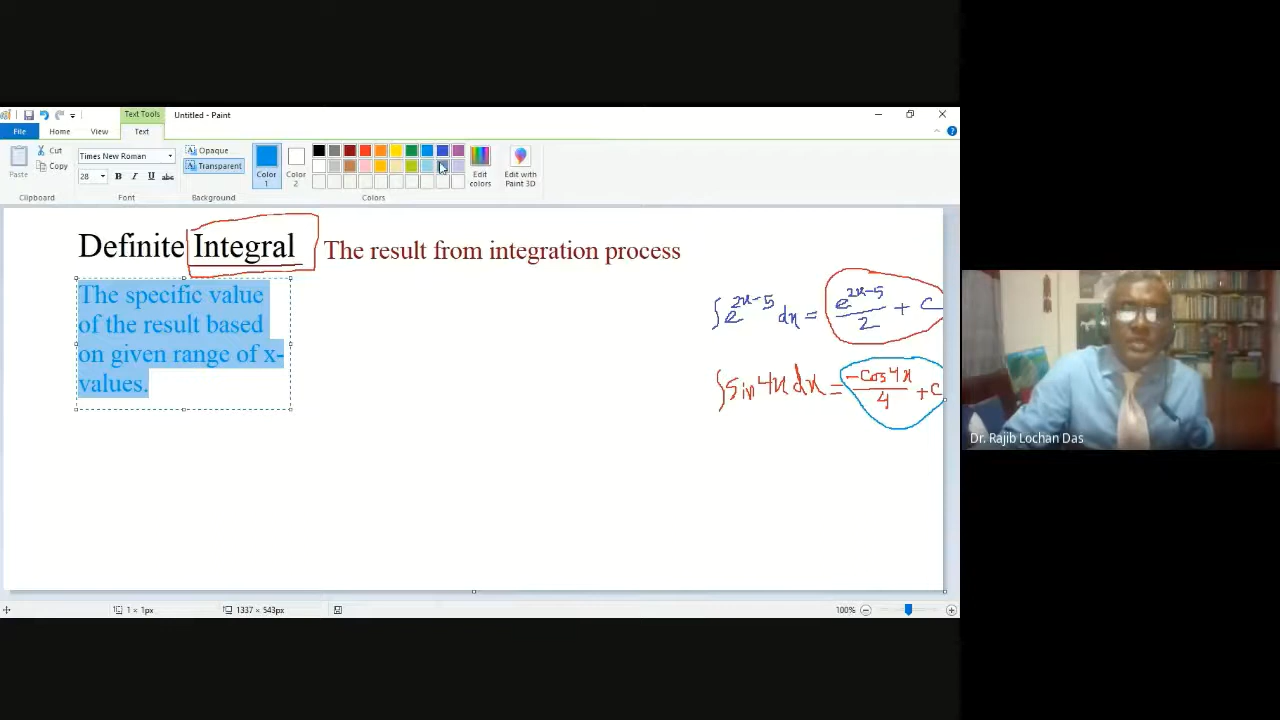 Text Tools
Untitled - Paint
File
Home
View
Text
Paste
Cut
Copy
Clipboard
Times New Roman
28
B I U abc
Font
Opaque
Transparent
Background
Color 1
Color 2
Colors
Edit colors
Edit with Paint 3D
Definite Integral
The result from integration process
The specific value
of the result based
on given range of x-
values.
∫e^{2x-5} dx = \frac{e^{2x-5}}{2} + C
∫Sin 4x dx = \frac{-Cos 4x}{4} + C
Dr. Rajib Lochan Das
1 × 1px
1337 × 543px
100%